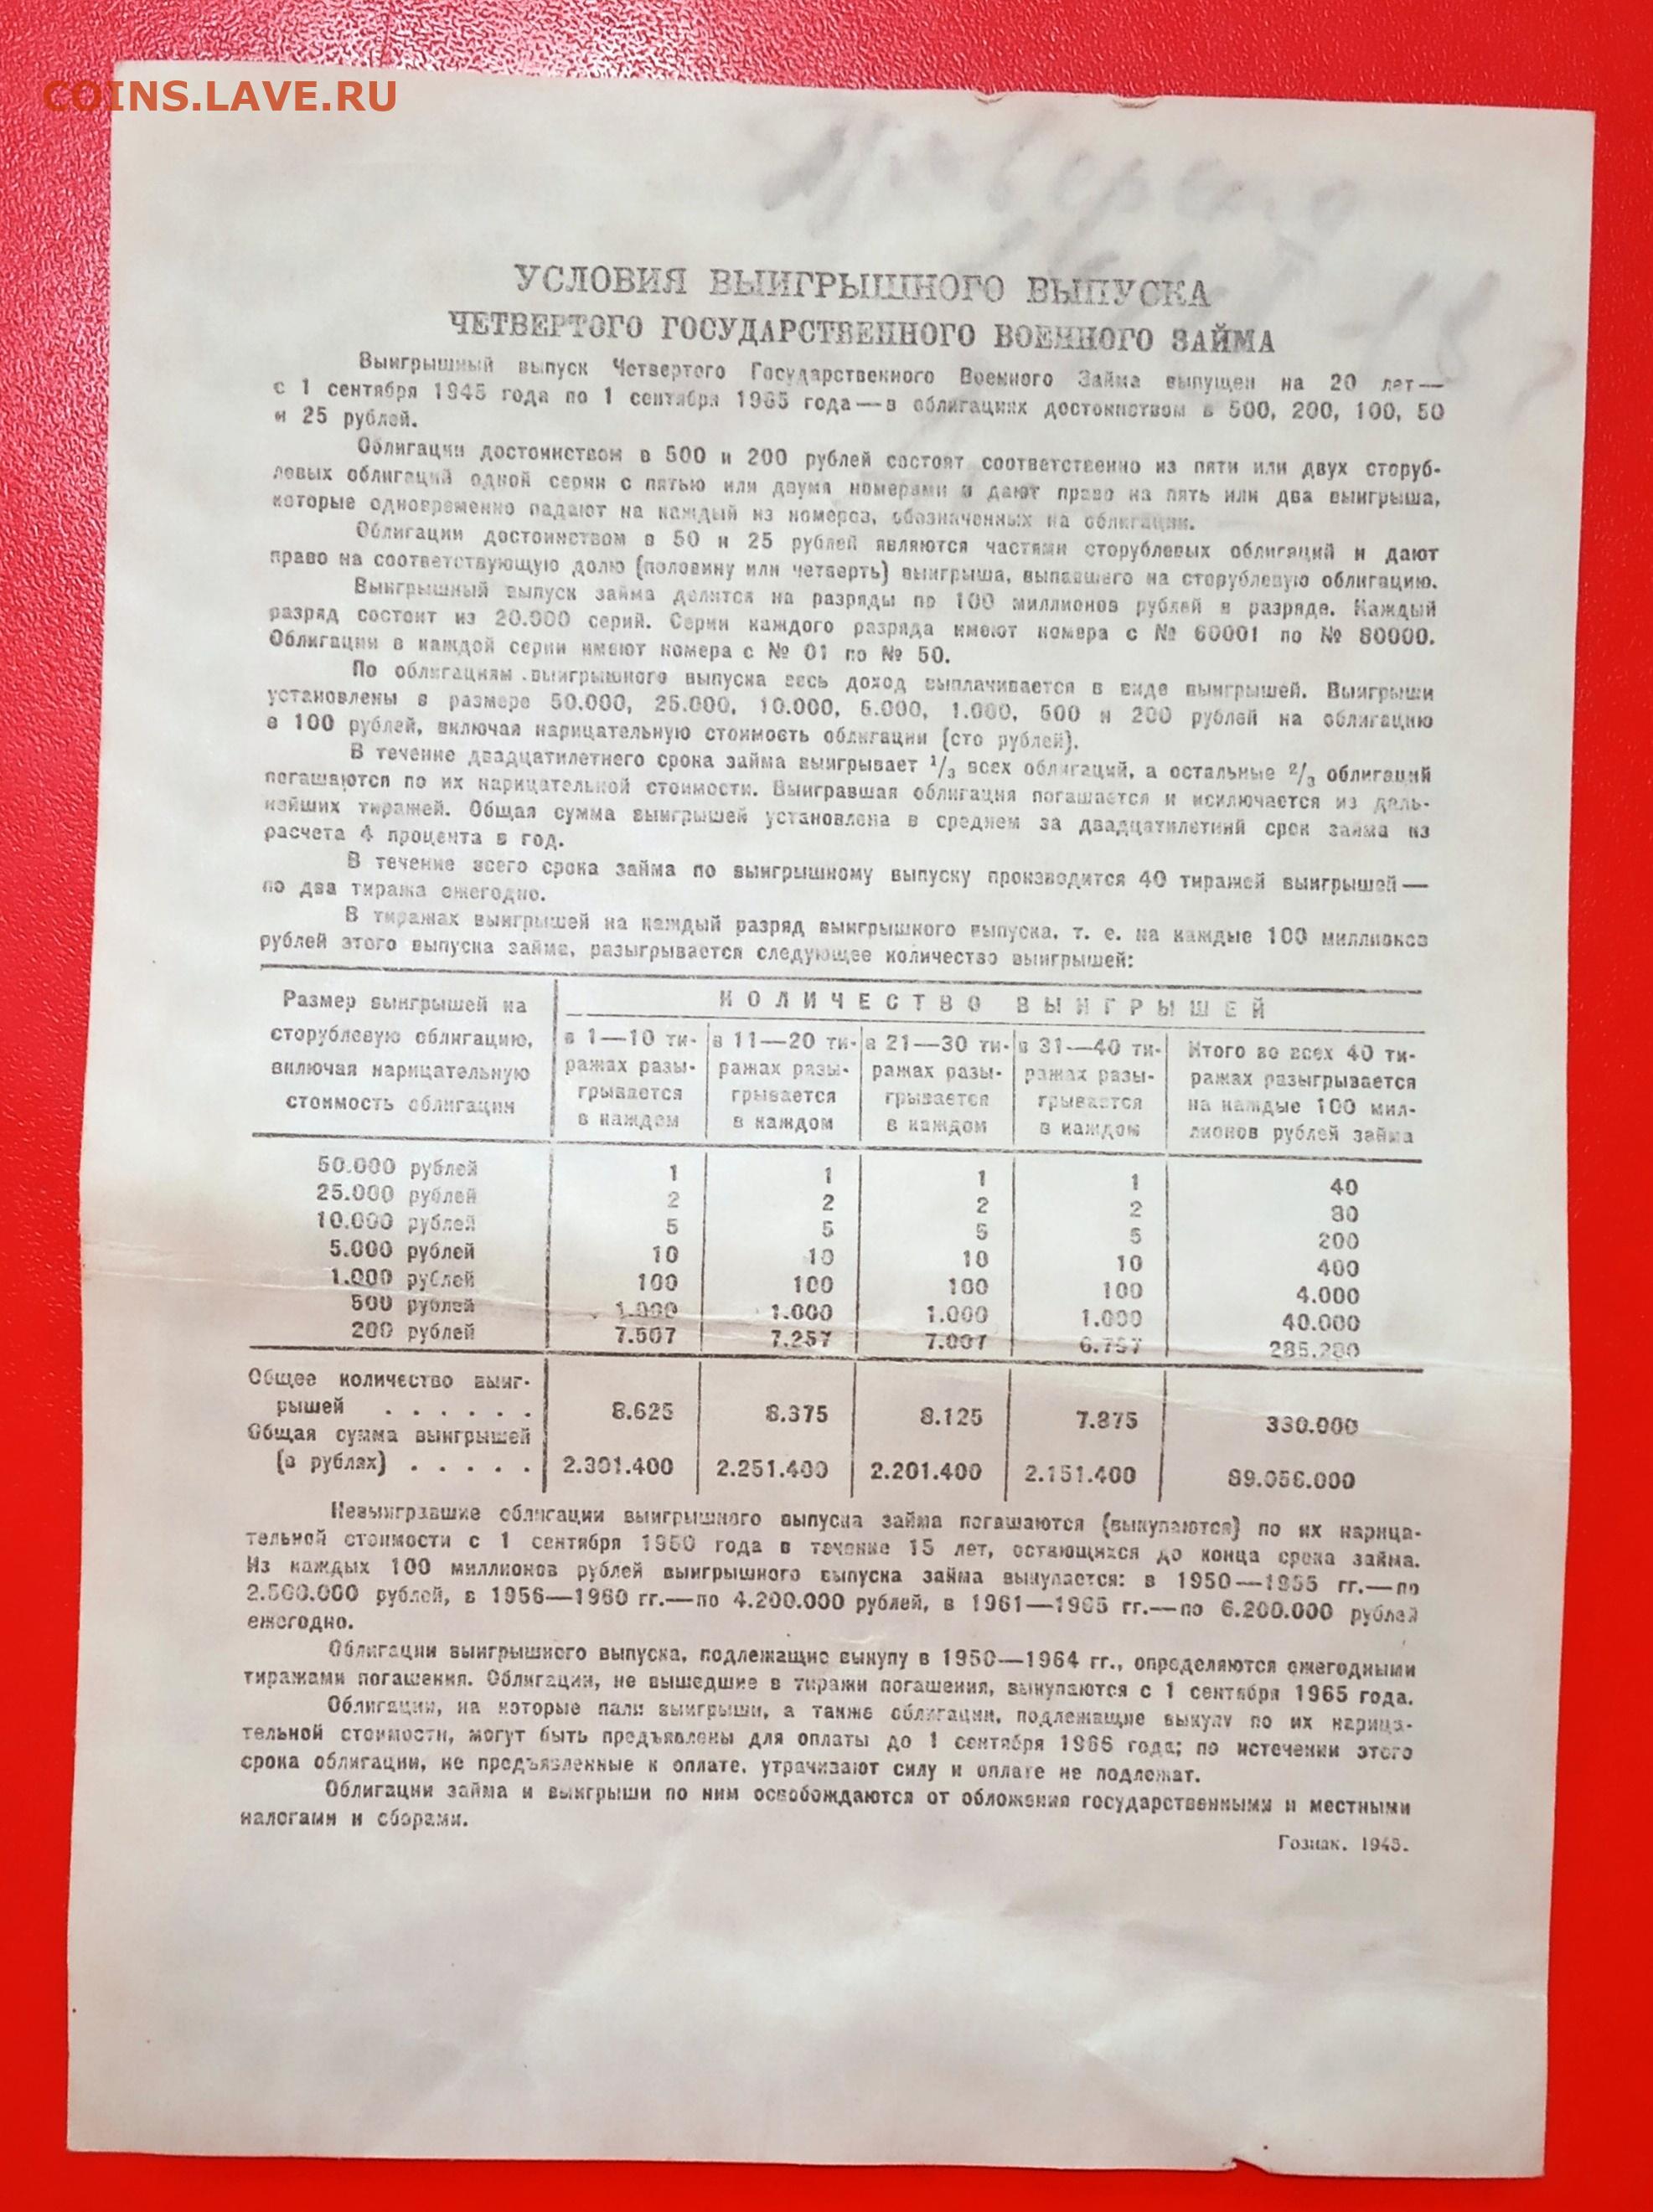 COINS.LAVE.RU
Проверено
УСЛОВИЯ ВЫИГРЫШНОГО ВЫПУСКА
ЧЕТВЕРТОГО ГОСУДАРСТВЕННОГО ВОЕННОГО ЗАЙМА
Выигрышный выпуск Четвертого Государственного Военного Займа выпущен на 20 лет—
с 1 сентября 1945 года по 1 сентября 1965 года—в облигациях достоинством в 500, 200, 100, 50
и 25 рублей.
Облигации достоинством в 500 и 200 рублей состоят соответственно из пяти или двух сторуб-
левых облигаций одной серии с пятью или двумя номерами и дают право на пять или два выигрыша,
которые одновременно падают на каждый из номеров, обозначенных на облигации.
Облигации достоинством в 50 и 25 рублей являются частями сторублевых облигаций и дают
право на соответствующую долю (половину или четверть) выигрыша, выпавшего на сторублевую облигацию.
Выигрышный выпуск займа делится на разряды по 100 миллионов рублей в разряде. Каждый
разряд состоит из 20.000 серий. Серии каждого разряда имеют номера с № 60001 по № 80000.
Облигации в каждой серии имеют номера с № 01 по № 50.
По облигациям выигрышного выпуска весь доход выплачивается в виде выигрышей. Выигрыши
установлены в размере 50.000, 25.000, 10.000, 5.000, 1.000, 500 и 200 рублей на облигацию
в 100 рублей, включая нарицательную стоимость облигации (сто рублей).
В течение двадцатилетнего срока займа выигрывает 1/3 всех облигаций, а остальные 2/3 облигаций
погашаются по их нарицательной стоимости. Выигравшая облигация погашается и исключается из даль-
нейших тиражей. Общая сумма выигрышей установлена в среднем за двадцатилетний срок займа из
расчета 4 процента в год.
В течение всего срока займа по выигрышному выпуску производится 40 тиражей выигрышей—
по два тиража ежегодно.
В тиражах выигрышей на каждый разряд выигрышного выпуска, т. е. на каждые 100 миллионов
рублей этого выпуска займа, разыгрывается следующее количество выигрышей:
Размер выигрышей на
сторублевую облигацию,
включая нарицательную
стоимость облигации
КОЛИЧЕСТВО ВЫИГРЫШЕЙ
в 1—10 ти-
ражах разы-
грывается
в каждом
в 11—20 ти-
ражах разы-
грывается
в каждом
в 21—30 ти-
ражах разы-
грывается
в каждом
в 31—40 ти-
ражах разы-
грывается
в каждом
Итого во всех 40 ти-
ражах разыгрывается
на каждые 100 мил-
лионов рублей займа
50.000 рублей 1 1 1 1 40
25.000 рублей 2 2 2 2 80
10.000 рублей 5 5 5 5 200
5.000 рублей 10 10 10 10 400
1.000 рублей 100 100 100 100 4.000
500 рублей 1.000 1.000 1.000 1.000 40.000
200 рублей 7.507 7.257 7.007 6.757 285.280
Общее количество выиг-
рышей . . . . . . 8.625 8.375 8.125 7.875 330.000
Общая сумма выигрышей
(в рублях) . . . . . 2.301.400 2.251.400 2.201.400 2.151.400 89.056.000
Невыигравшие облигации выигрышного выпуска займа погашаются (выкупаются) по их нарица-
тельной стоимости с 1 сентября 1950 года в течение 15 лет, остающихся до конца срока займа.
Из каждых 100 миллионов рублей выигрышного выпуска займа выкупается: в 1950—1955 гг.—по
2.500.000 рублей, в 1956—1960 гг.—по 4.200.000 рублей, в 1961—1965 гг.—по 6.200.000 рублей
ежегодно.
Облигации выигрышного выпуска, подлежащие выкупу в 1950—1964 гг., определяются ежегодными
тиражами погашения. Облигации, не вышедшие в тиражи погашения, выкупаются с 1 сентября 1965 года.
Облигации, на которые пали выигрыши, а также облигации, подлежащие выкупу по их нарица-
тельной стоимости, могут быть предъявлены для оплаты до 1 сентября 1966 года; по истечении этого
срока облигации, не предъявленные к оплате, утрачивают силу и оплате не подлежат.
Облигации займа и выигрыши по ним освобождаются от обложения государственными и местными
налогами и сборами.
Гознак. 1945.